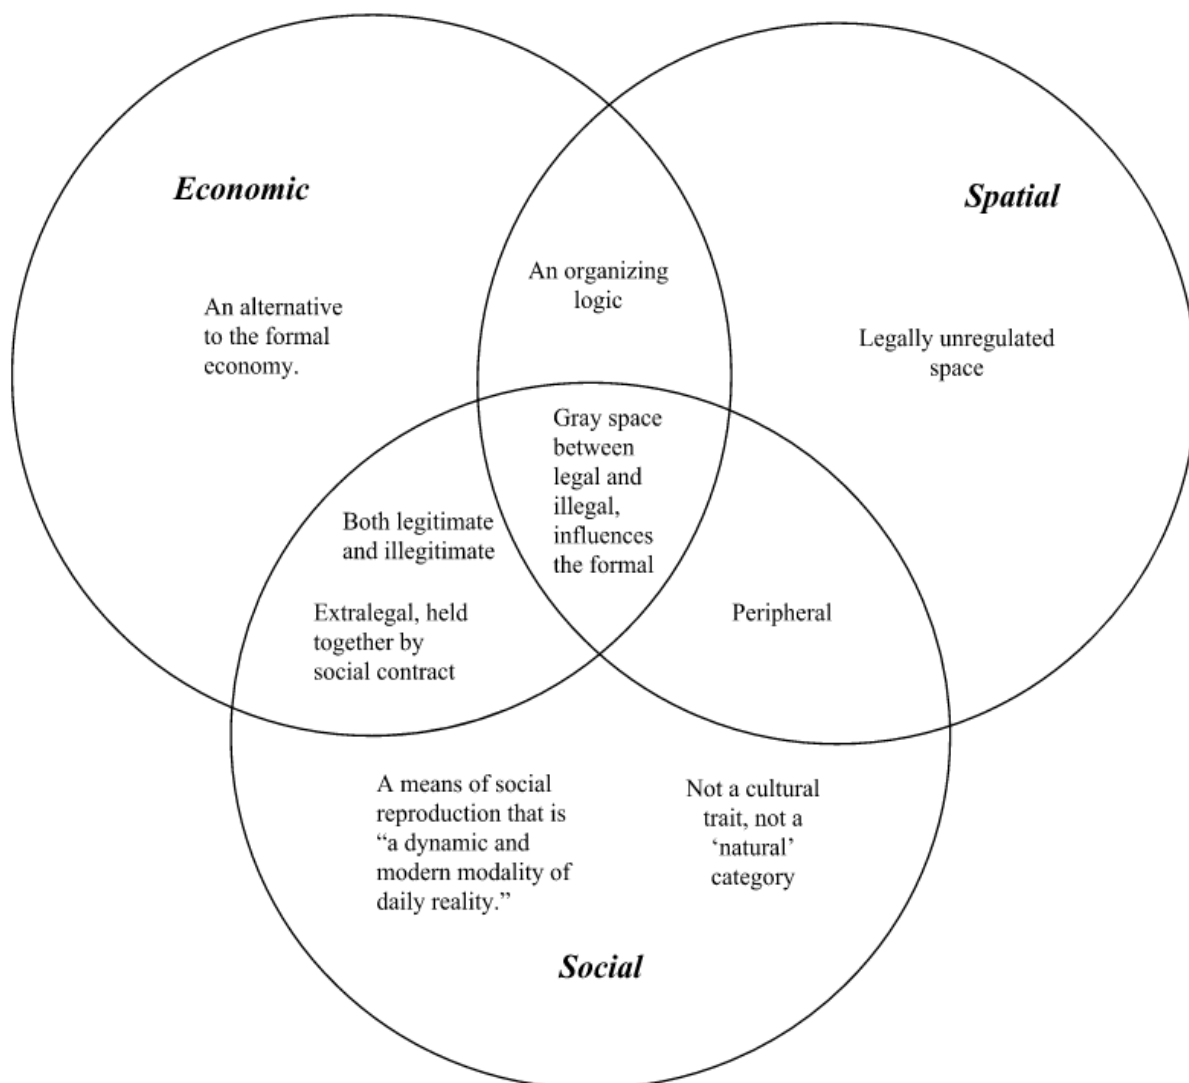 Economic
Spatial
An organizing
logic
An alternative
to the formal
economy.
Legally unregulated
space
Gray space
between
legal and
illegal,
influences
the formal
Both legitimate
and illegitimate
Extralegal, held
together by
social contract
Peripheral
A means of social
reproduction that is
“a dynamic and
modern modality of
daily reality.”
Not a cultural
trait, not a
‘natural’
category
Social